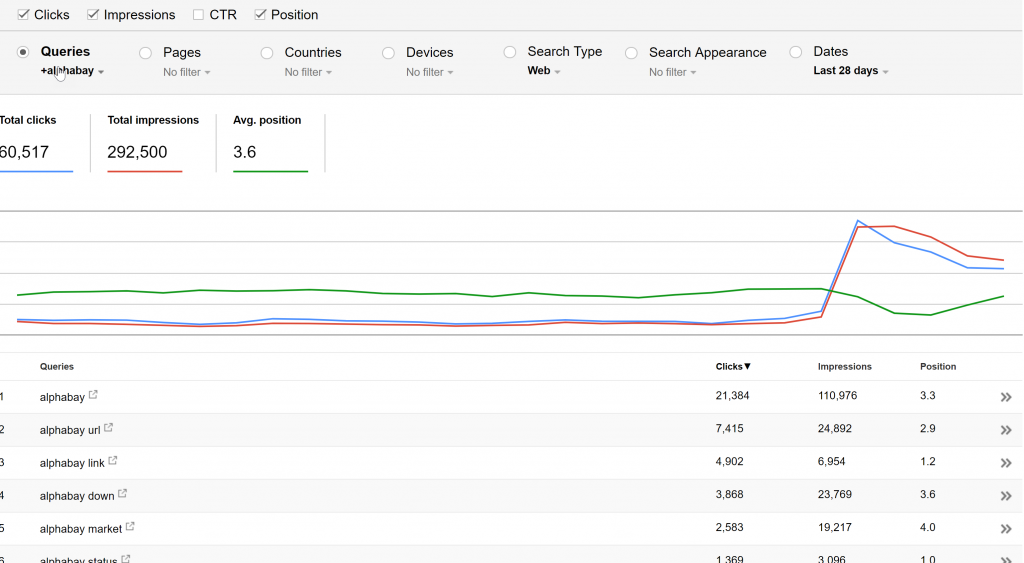 Clicks Impressions CTR Position
Queries Pages Countries Devices Search Type Search Appearance Dates
+alphabay No filter No filter No filter Web No filter Last 28 days
Total clicks Total impressions Avg. position
60,517 292,500 3.6
Queries Clicks▼ Impressions Position
1 alphabay 21,384 110,976 3.3 »
2 alphabay url 7,415 24,892 2.9 »
3 alphabay link 4,902 6,954 1.2 »
4 alphabay down 3,868 23,769 3.6 »
5 alphabay market 2,583 19,217 4.0 »
6 alphabay status 1,369 3,096 1.0 »